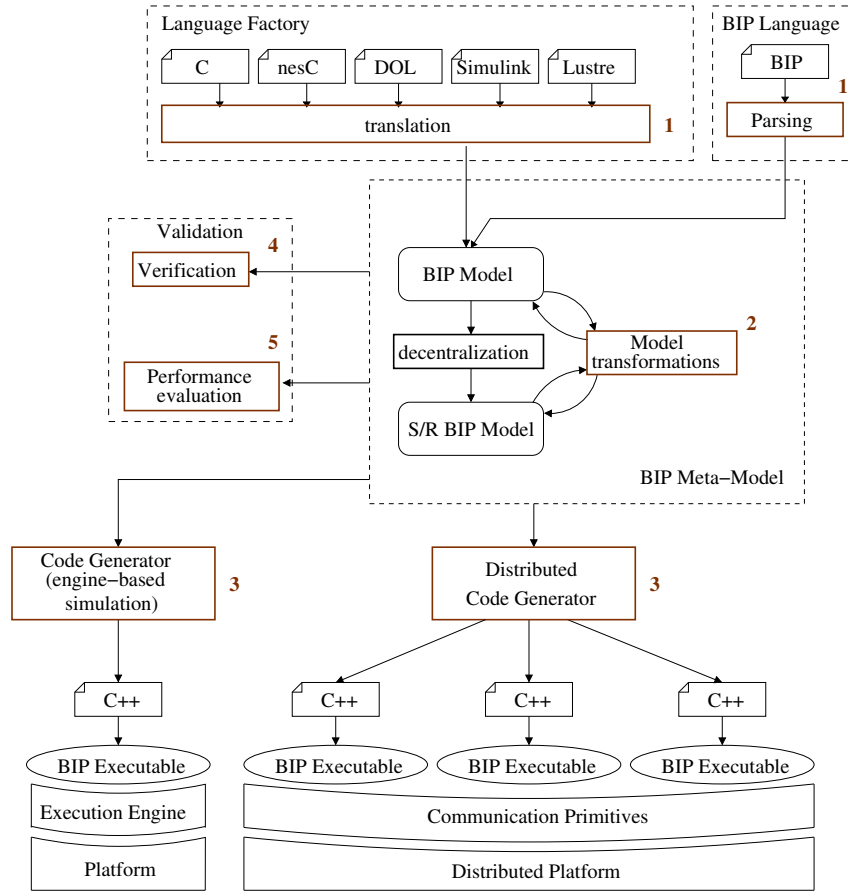 Language Factory
BIP Language
C
nesC
DOL
Simulink
Lustre
BIP
translation
1
Parsing
1
Validation
4
Verification
5
Performance
evaluation
BIP Model
2
decentralization
Model
transformations
S/R BIP Model
BIP Meta−Model
Code Generator
(engine−based
simulation)
3
Distributed
Code Generator
3
C++
C++
C++
C++
BIP Executable
BIP Executable
BIP Executable
BIP Executable
Execution Engine
Communication Primitives
Platform
Distributed Platform